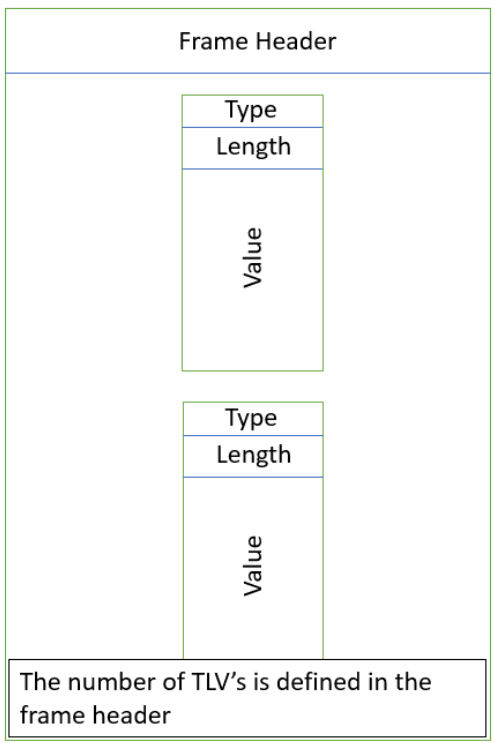 Frame Header
Type
Length
Value
Type
Length
Value
The number of TLV's is defined in the
frame header